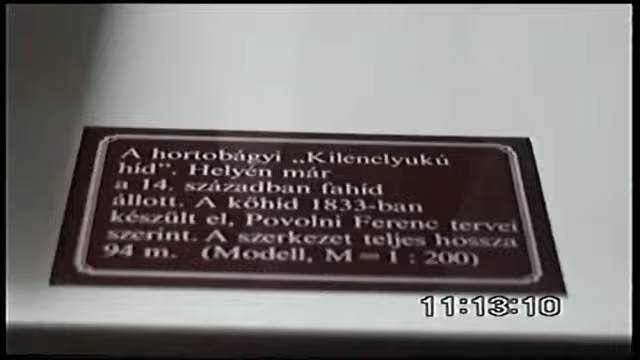 A hortobágyi „Kilenclyukú
híd”. Helyén már
a 14. században fahíd
állott. A kőhíd 1833-ban
készült el, Povolni Ferenc tervei
szerint. A szerkezet teljes hossza
94 m. (Modell, M = 1 : 200)
11:13:10